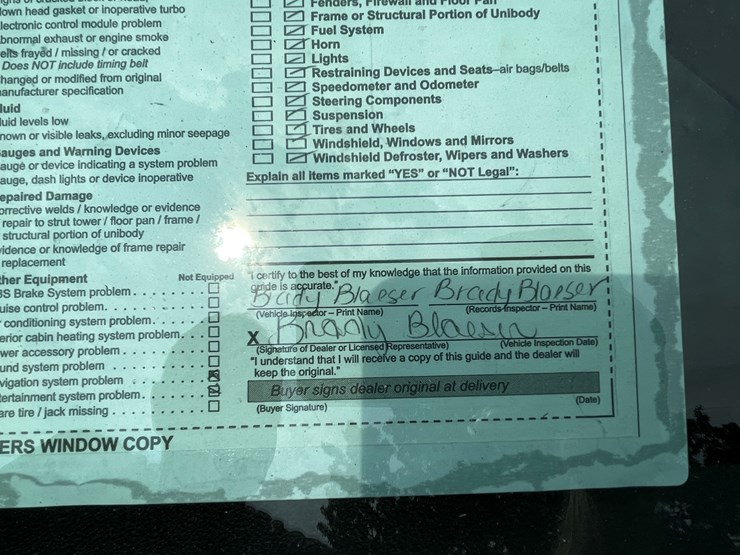 own head gasket or inoperative turbo
lectronic control module problem
bnormal exhaust or engine smoke
elts frayed / missing / or cracked
Does NOT include timing belt
hanged or modified from original
anufacturer specification
luid
luid levels low
nown or visible leaks, excluding minor seepage
auges and Warning Devices
auge or device indicating a system problem
auge, dash lights or device inoperative
epaired Damage
orrective welds / knowledge or evidence
repair to strut tower / floor pan / frame /
structural portion of unibody
vidence or knowledge of frame repair
replacement
ther Equipment Not Equipped
BS Brake System problem
uise control problem
conditioning system problem
erior cabin heating system problem
wer accessory problem
und system problem
vigation system problem
tertainment system problem
are tire / jack missing
ERS WINDOW COPY
Fenders, Firewall and Floor Pan
Frame or Structural Portion of Unibody
Fuel System
Horn
Lights
Restraining Devices and Seats–air bags/belts
Speedometer and Odometer
Steering Components
Suspension
Tires and Wheels
Windshield, Windows and Mirrors
Windshield Defroster, Wipers and Washers
Explain all items marked “YES” or “NOT Legal”:
“I certify to the best of my knowledge that the information provided on this
guide is accurate.”
Brady Blaeser Brady Blaeser
(Vehicle Inspector – Print Name) (Records Inspector – Print Name)
X Brady Blaeser
(Signature of Dealer or Licensed Representative) (Vehicle Inspection Date)
“I understand that I will receive a copy of this guide and the dealer will
keep the original.”
Buyer signs dealer original at delivery
(Buyer Signature) (Date)